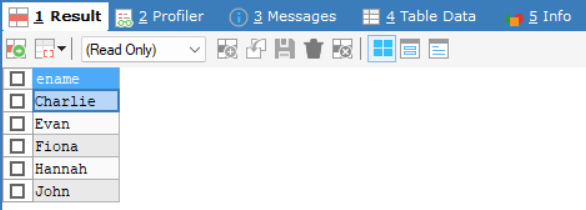 1 Result 2 Profiler 3 Messages 4 Table Data 5 Info
(Read Only)
ename
Charlie
Evan
Fiona
Hannah
John